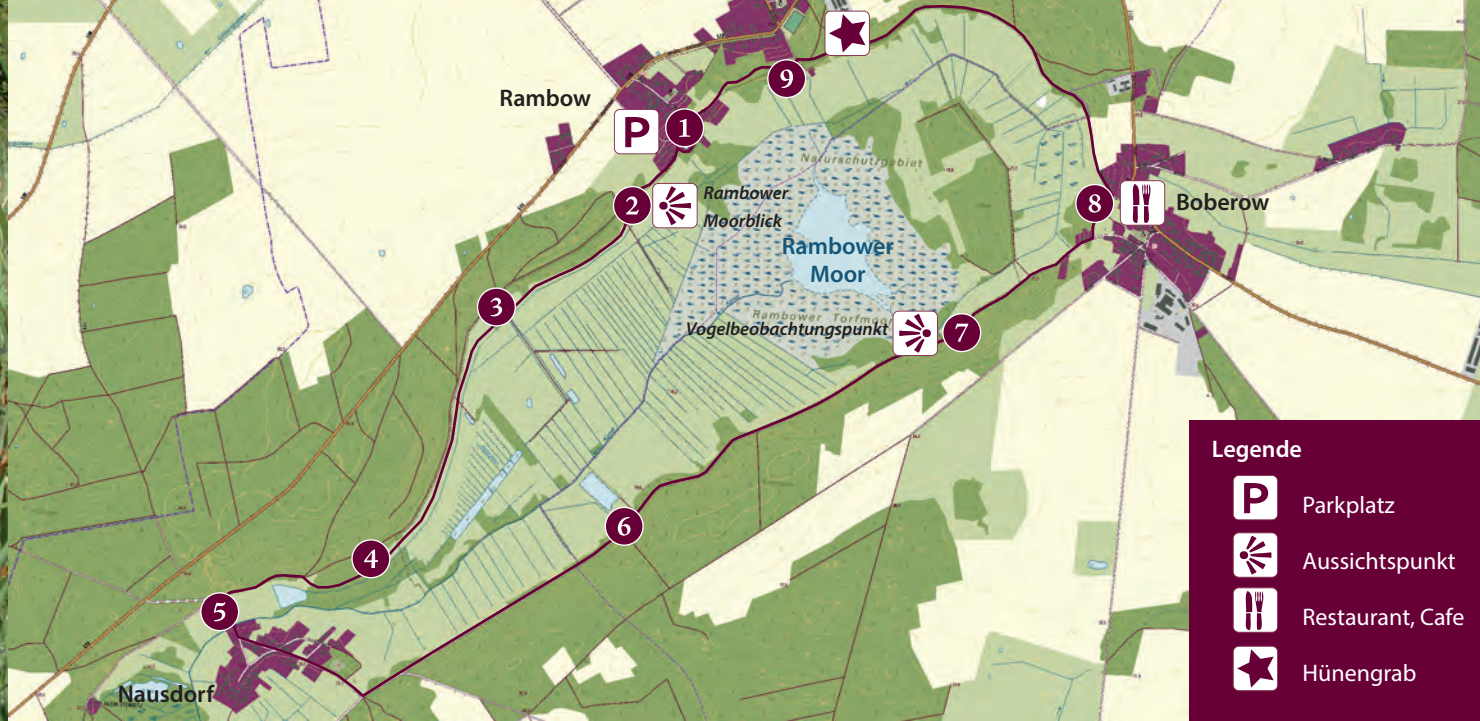 9
Rambow
P
1
Naturschutzgebiet
2
Rambower
Moorblick
8
Boberow
Rambower
Moor
3
Rambower Torfmoor
Vogelbeobachtungspunkt
7
6
4
5
Nausdorf
Legende
P Parkplatz
Aussichtspunkt
Restaurant, Cafe
Hünengrab